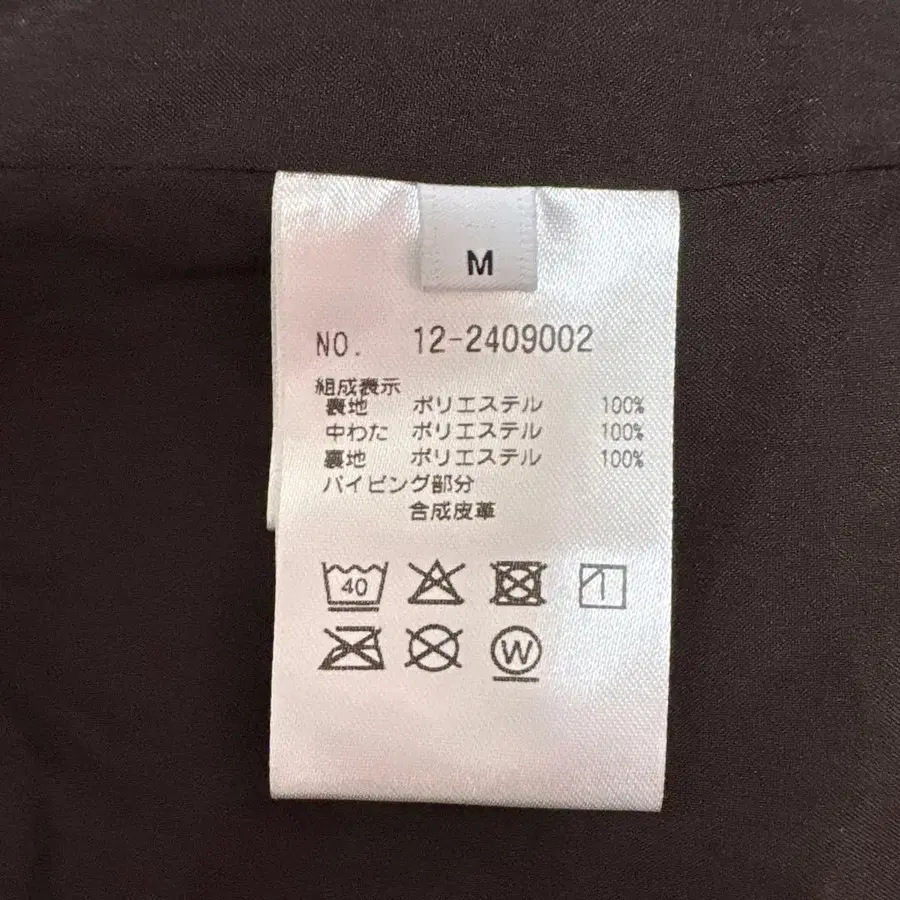 M
NO. 12-2409002
組成表示
表地 ポリエステル 100%
中わた ポリエステル 100%
裏地 ポリエステル 100%
パイピング部分
合成皮革
40
W